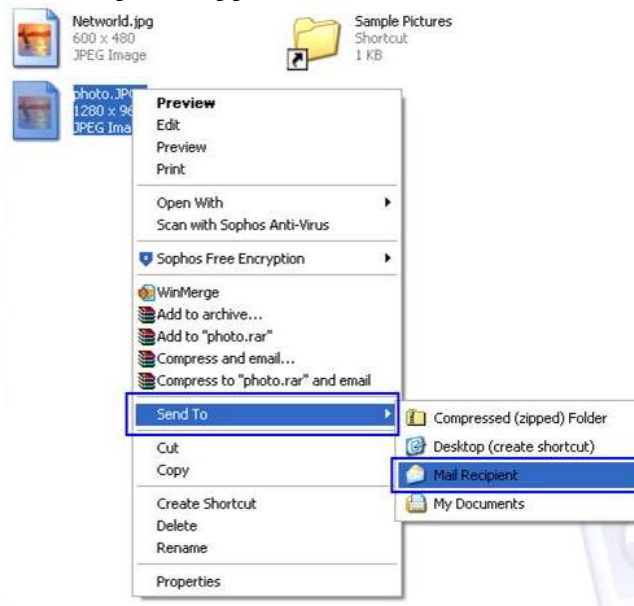 Networld.jpg
600 x 480
JPEG Image
Sample Pictures
Shortcut
1 KB
photo.JPG
1280 x 96
JPEG Ima
Preview
Edit
Preview
Print
Open With
Scan with Sophos Anti-Virus
Sophos Free Encryption
WinMerge
Add to archive...
Add to "photo.rar"
Compress and email...
Compress to "photo.rar" and email
Send To
Cut
Copy
Create Shortcut
Delete
Rename
Properties
Compressed (zipped) Folder
Desktop (create shortcut)
Mail Recipient
My Documents